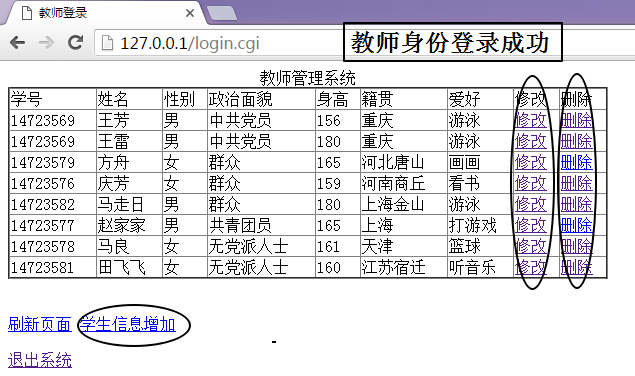 教师登录
127.0.0.1/login.cgi
教师身份登录成功
教师管理系统
学号 姓名 性别 政治面貌 身高 籍贯 爱好 修改 删除
14723569 王芳 男 中共党员 156 重庆 游泳 修改 删除
14723569 王雷 男 中共党员 180 重庆 游泳 修改 删除
14723579 方舟 女 群众 165 河北唐山 画画 修改 删除
14723576 庆芳 女 群众 159 河南商丘 看书 修改 删除
14723582 马走日 男 群众 180 上海金山 游泳 修改 删除
14723577 赵家家 男 共青团员 165 上海 打游戏 修改 删除
14723578 马良 女 无党派人士 161 天津 篮球 修改 删除
14723581 田飞飞 女 无党派人士 160 江苏宿迁 听音乐 修改 删除
刷新页面 学生信息增加
退出系统